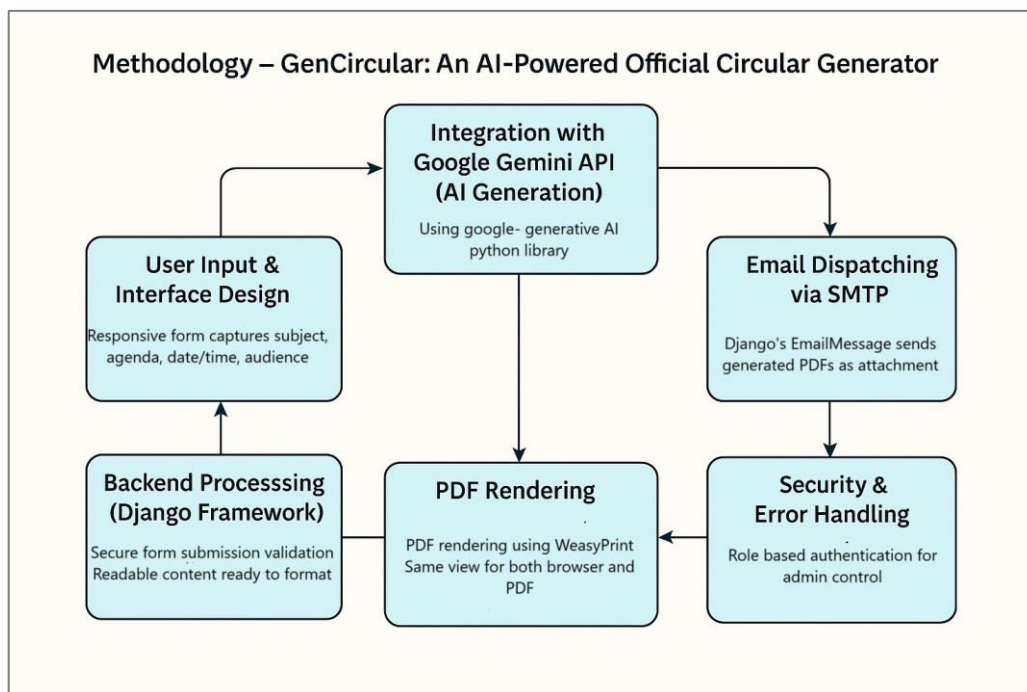 Methodology – GenCircular: An AI-Powered Official Circular Generator
Integration with
Google Gemini API
(AI Generation)
Using google- generative AI
python library
User Input &
Interface Design
Responsive form captures subject,
agenda, date/time, audience
Email Dispatching
via SMTP
Django's EmailMessage sends
generated PDFs as attachment
Backend Processsing
(Django Framework)
Secure form submission validation
Readable content ready to format
PDF Rendering
PDF rendering using WeasyPrint
Same view for both browser and
PDF
Security &
Error Handling
Role based authentication for
admin control